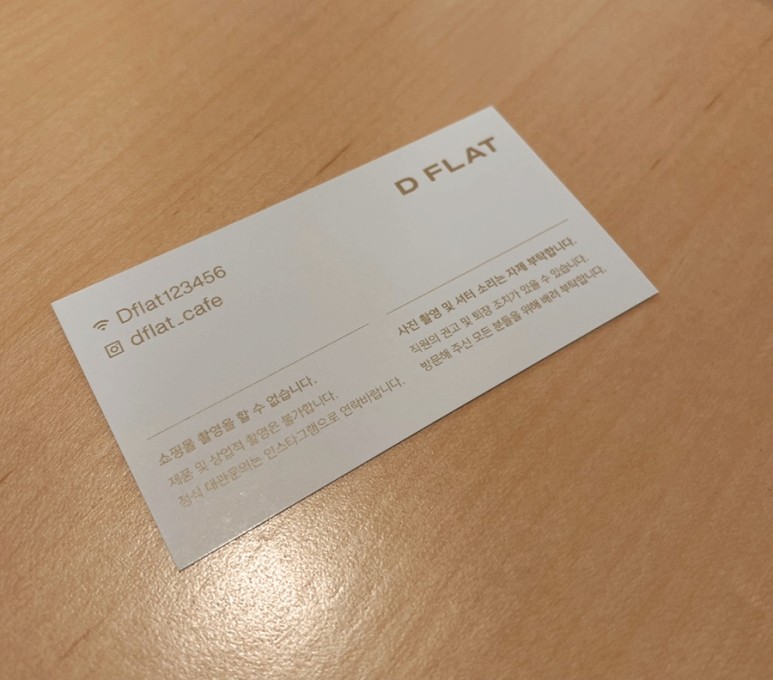 D FLAT
Dflat123456
dflat_cafe
쇼핑몰 촬영을 할 수 없습니다.
제품 및 상업적 촬영은 불가합니다.
정식 대관문의는 인스타그램으로 연락바랍니다.
사진 촬영 및 셔터 소리는 자제 부탁합니다.
직원의 권고 및 퇴장 조치가 있을 수 있습니다.
방문해 주신 모든 분들을 위해 배려 부탁합니다.